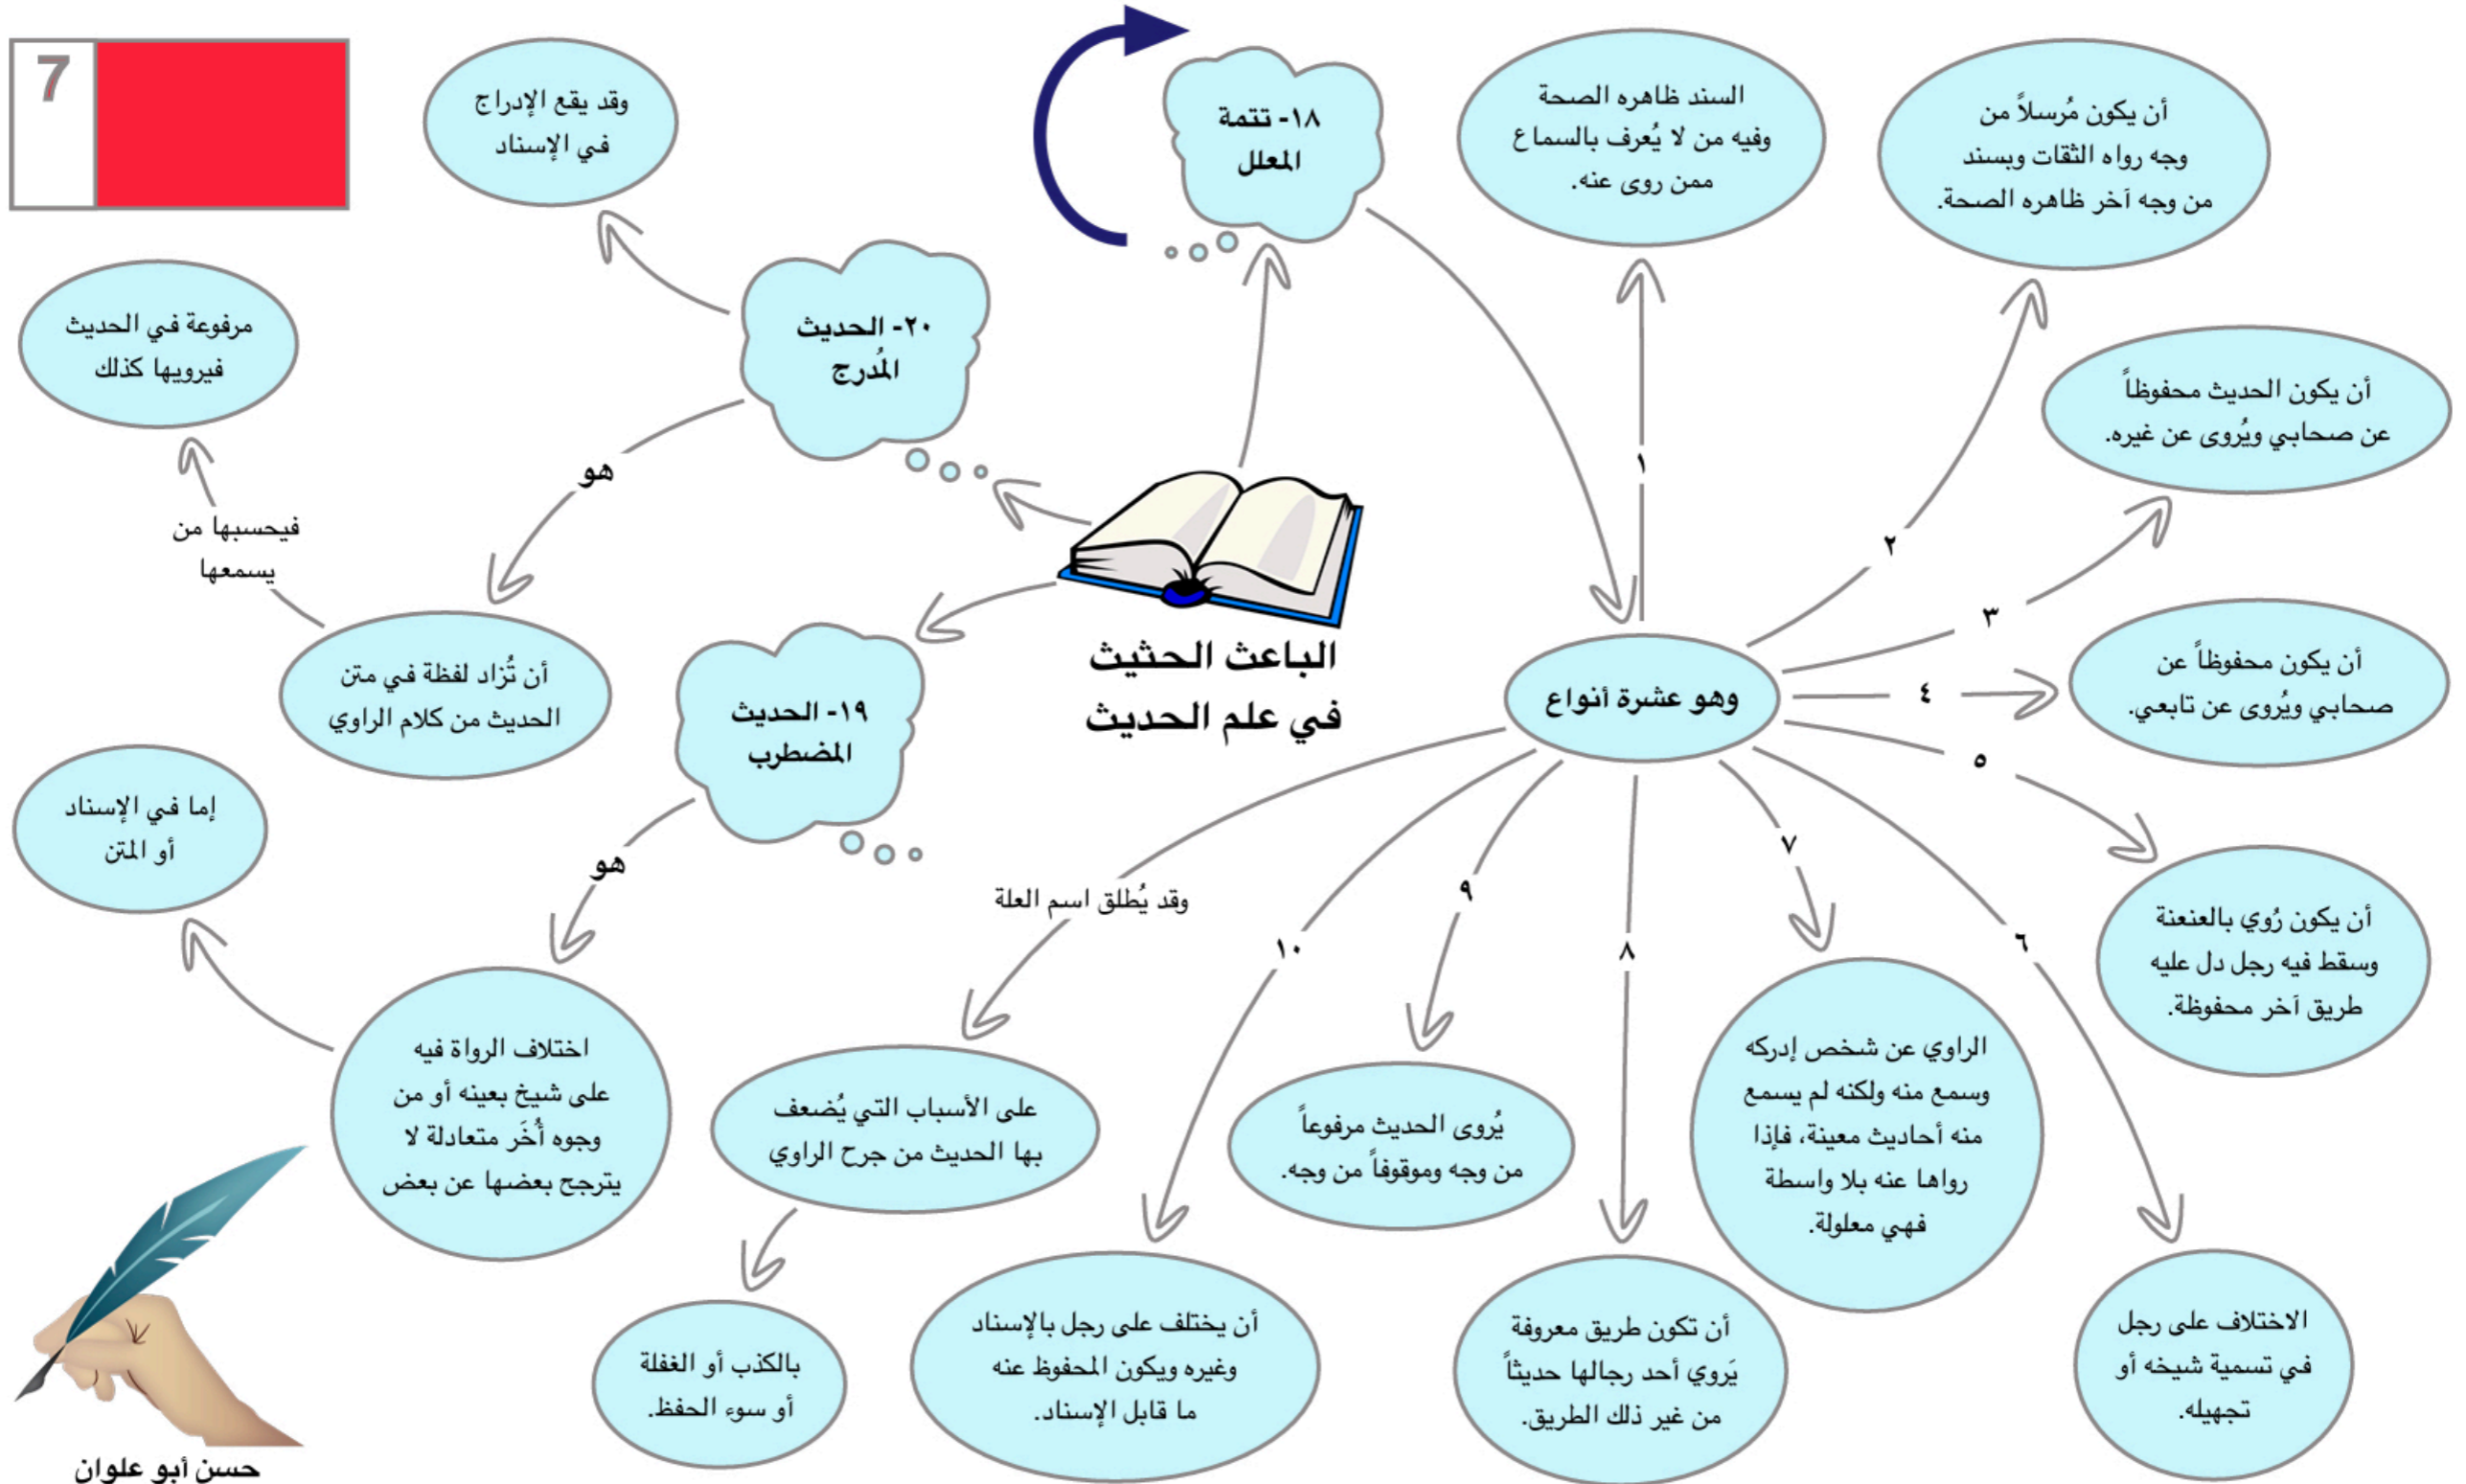 7
الباعث الحثيث
في علم الحديث
١٨- تتمة
المعلل
وهو عشرة أنواع
١
السند ظاهره الصحة
وفيه من لا يُعرف بالسماع
ممن روى عنه.
٢
أن يكون مُرسلاً من
وجه رواه الثقات وبسند
من وجه آخر ظاهره الصحة.
٣
أن يكون الحديث محفوظاً
عن صحابي ويُروى عن غيره.
٤
أن يكون محفوظاً عن
صحابي ويُروى عن تابعي.
٥
أن يكون رُوي بالعنعنة
وسقط فيه رجل دل عليه
طريق آخر محفوظة.
٦
الاختلاف على رجل
في تسمية شيخه أو
تجهيله.
٧
الراوي عن شخص إدركه
وسمع منه ولكنه لم يسمع
منه أحاديث معينة، فإذا
رواها عنه بلا واسطة
فهي معلولة.
٨
أن تكون طريق معروفة
يَروي أحد رجالها حديثاً
من غير ذلك الطريق.
٩
يُروى الحديث مرفوعاً
من وجه وموقوفاً من وجه.
١٠
أن يختلف على رجل بالإسناد
وغيره ويكون المحفوظ عنه
ما قابل الإسناد.
وقد يُطلق اسم العلة
على الأسباب التي يُضعف
بها الحديث من جرح الراوي
بالكذب أو الغفلة
أو سوء الحفظ.
١٩- الحديث
المضطرب
هو
اختلاف الرواة فيه
على شيخ بعينه أو من
وجوه أُخَر متعادلة لا
يترجح بعضها عن بعض
إما في الإسناد
أو المتن
٢٠- الحديث
المُدرج
هو
أن تُزاد لفظة في متن
الحديث من كلام الراوي
فيحسبها من
يسمعها
مرفوعة في الحديث
فيرويها كذلك
وقد يقع الإدراج
في الإسناد
حسن أبو علوان